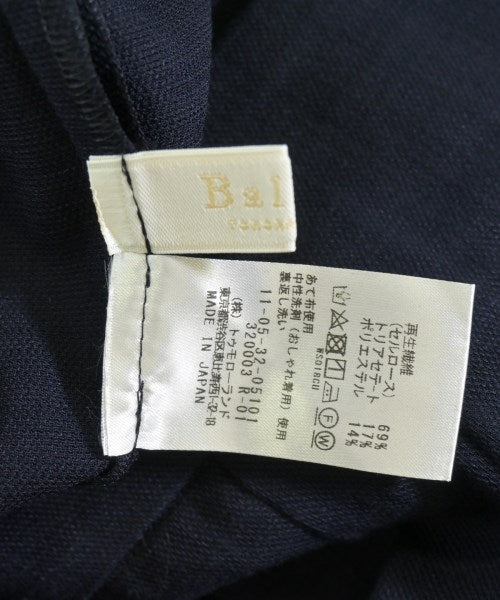 Bal
再生繊維
(セルロース) 69%
トリアセテート 17%
ポリエステル 14%
W501BGU
あて布使用
中性洗剤(おしゃれ着用)使用
裏返し洗い
11-05-32-05101
320003 R-01
(株)トゥモローランド
MADE IN JAPAN